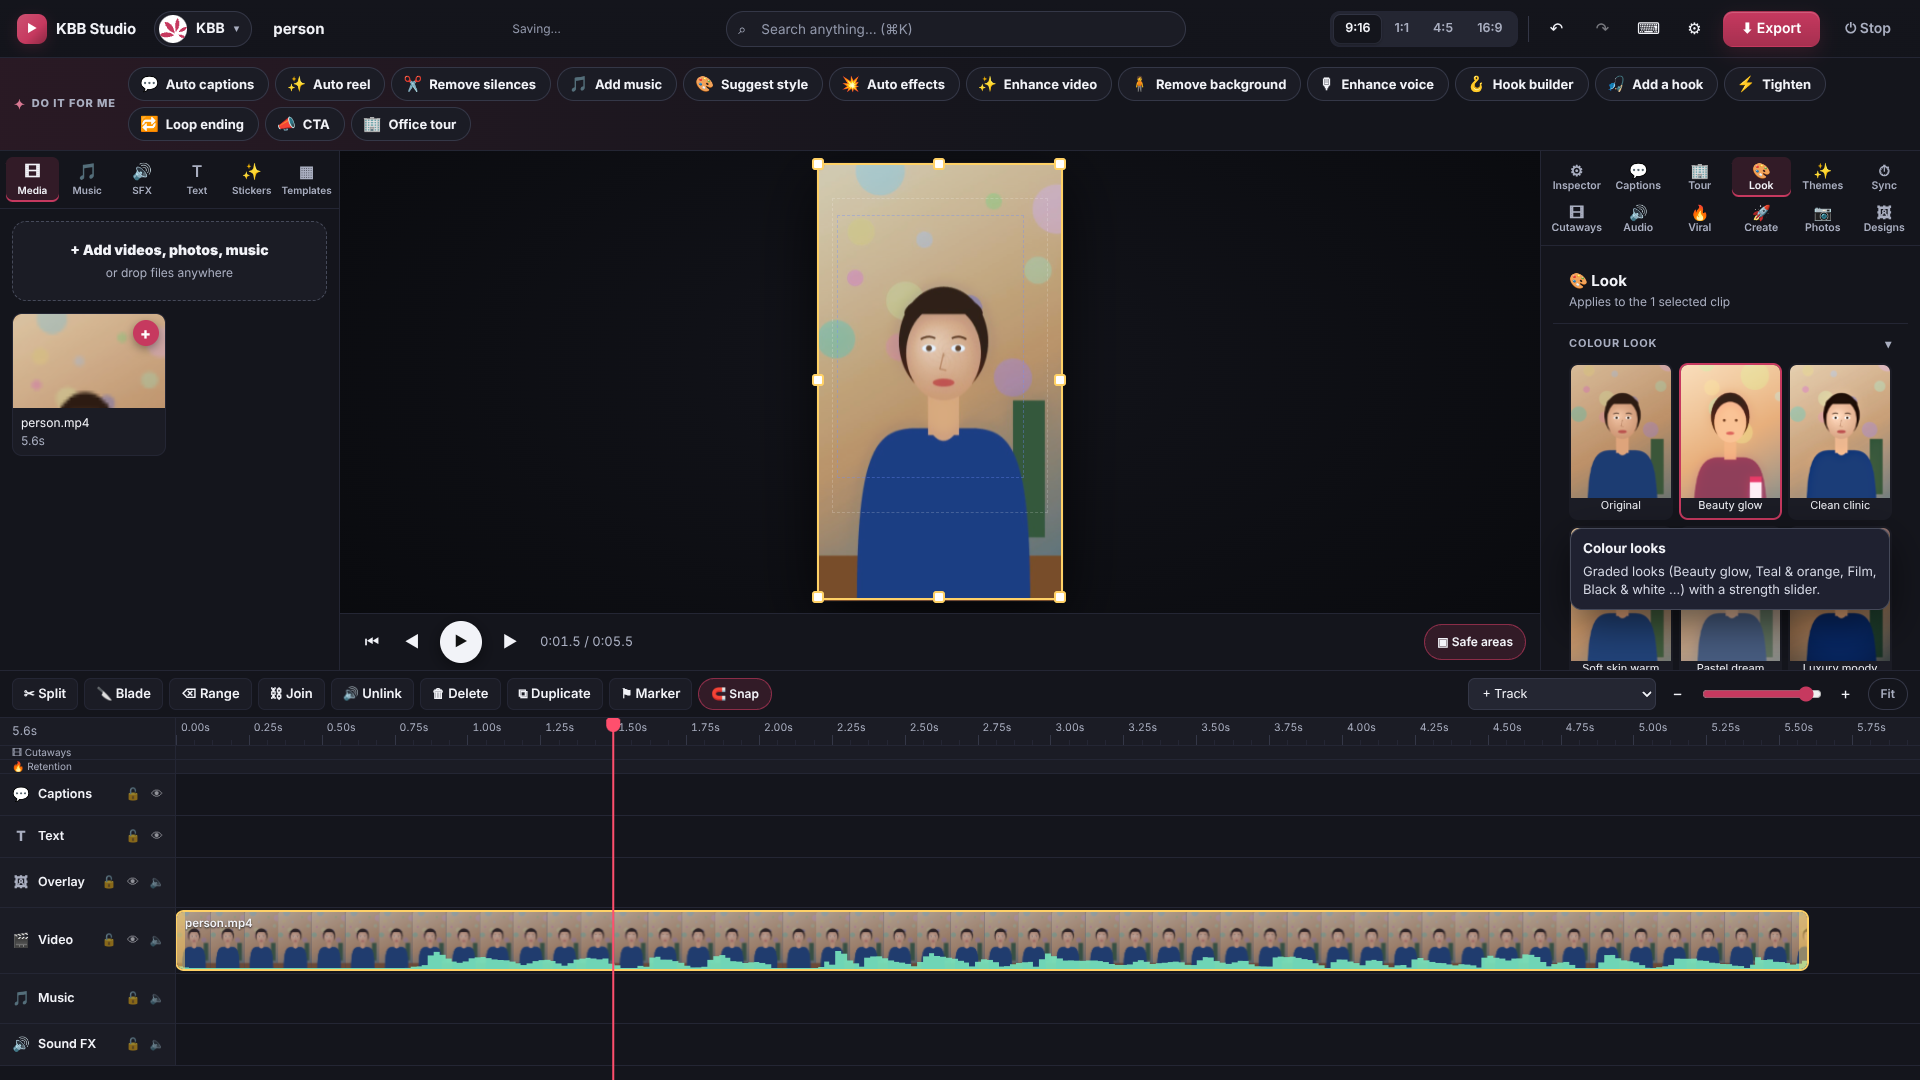 KBB Studio
KBB
person
Saving...
Search anything... (⌘K)
9:16
1:1
4:5
16:9
Export
Stop
DO IT FOR ME
Auto captions
Auto reel
Remove silences
Add music
Suggest style
Auto effects
Enhance video
Remove background
Enhance voice
Hook builder
Add a hook
Tighten
Loop ending
CTA
Office tour
Media
Music
SFX
Text
Stickers
Templates
+ Add videos, photos, music
or drop files anywhere
person.mp4
5.6s
Inspector
Captions
Tour
Look
Themes
Sync
Cutaways
Audio
Viral
Create
Photos
Designs
Look
Applies to the 1 selected clip
COLOUR LOOK
Original
Beauty glow
Clean clinic
Colour looks
Graded looks (Beauty glow, Teal & orange, Film,
Black & white ...) with a strength slider.
Soft skin warm
Pastel dream
Luxury moody
0:01.5 / 0:05.5
Safe areas
Split
Blade
Range
Join
Unlink
Delete
Duplicate
Marker
Snap
+ Track
Fit
5.6s
0.00s
0.25s
0.50s
0.75s
1.00s
1.25s
1.50s
1.75s
2.00s
2.25s
2.50s
2.75s
3.00s
3.25s
3.50s
3.75s
4.00s
4.25s
4.50s
4.75s
5.00s
5.25s
5.50s
5.75s
Cutaways
Retention
Captions
Text
Overlay
Video
person.mp4
Music
Sound FX